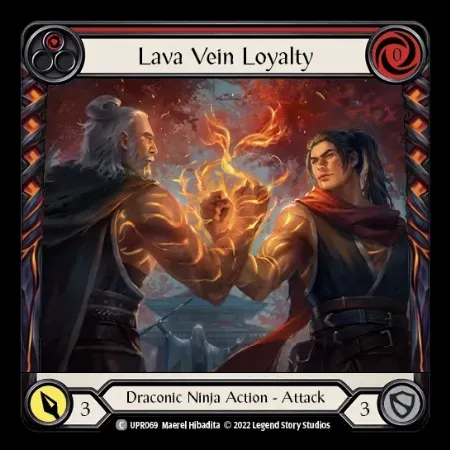 Lava Vein Loyalty
0
3
Draconic Ninja Action - Attack
3
C UPR069 Maerel Hibadita © 2022 Legend Story Studios